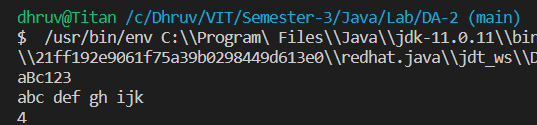 dhruv@Titan /c/Dhruv/VIT/Semester-3/Java/Lab/DA-2 (main)
$  /usr/bin/env C:\\Program\ Files\\Java\\jdk-11.0.11\\bin
\\21ff192e9061f75a39b0298449d613e0\\redhat.java\\jdt_ws\\D
aBc123
abc def gh ijk
4